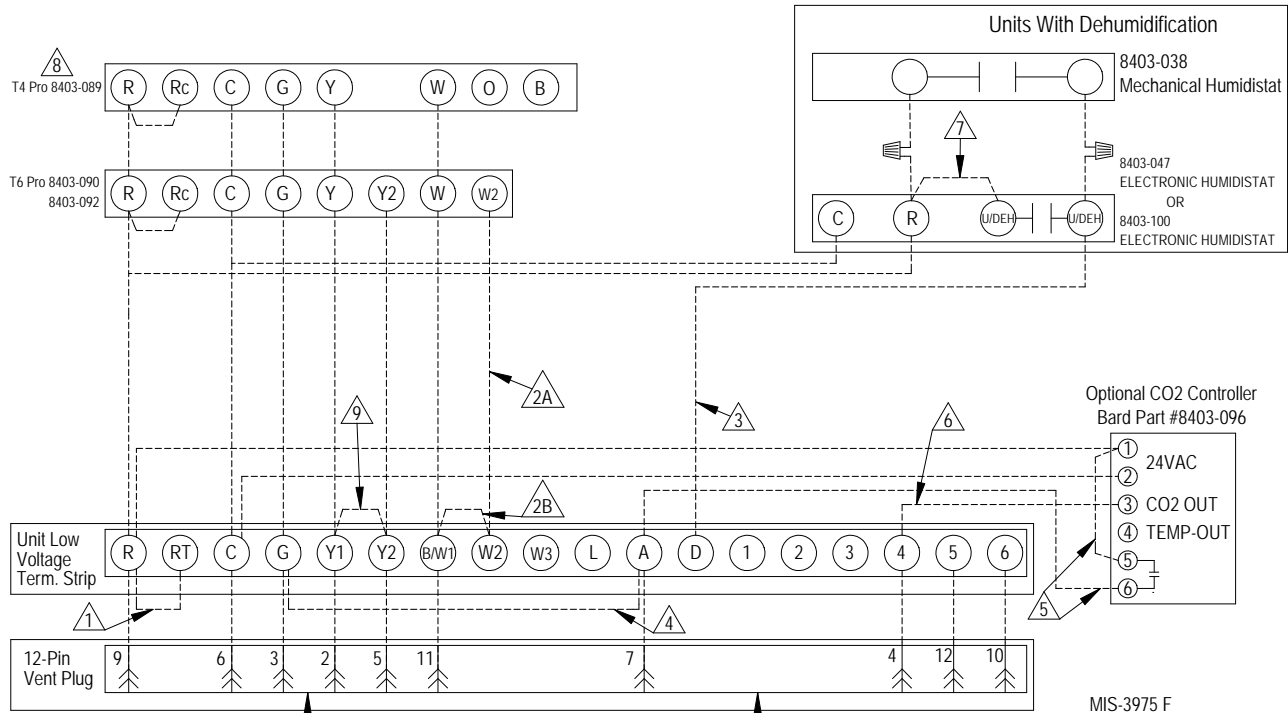 Units With Dehumidification
8403-038
Mechanical Humidistat
8
T4 Pro 8403-089
R Rc C G Y W O B
7
T6 Pro 8403-090
8403-092
R Rc C G Y Y2 W W2
8403-047
ELECTRONIC HUMIDISTAT
OR
8403-100
ELECTRONIC HUMIDISTAT
C R U/DEH U/DEH
2A
9
3
6
2B
Optional CO2 Controller
Bard Part #8403-096
1
24VAC
2
3 CO2 OUT
4 TEMP-OUT
5
6
Unit Low
Voltage
Term. Strip
R RT C G Y1 Y2 B/W1 W2 W3 L A D 1 2 3 4 5 6
1
4
5
12-Pin
Vent Plug
9 6 3 2 5 11 7 4 12 10
MIS-3975 F